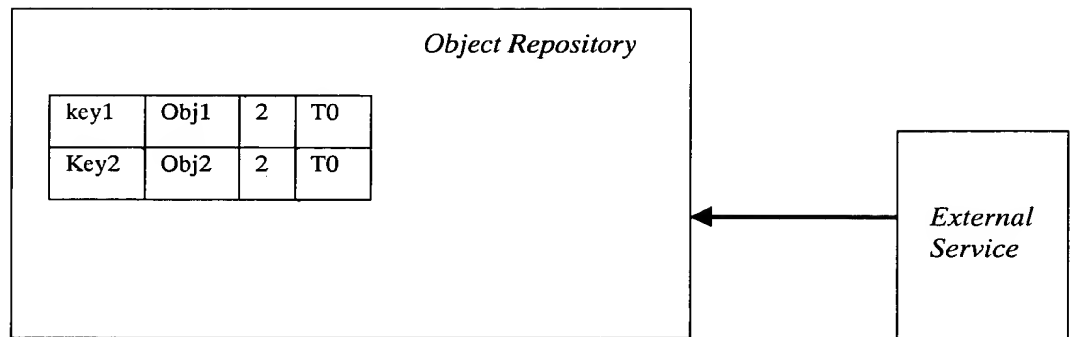 Object Repository
key1 Obj1 2 T0
Key2 Obj2 2 T0
External
Service